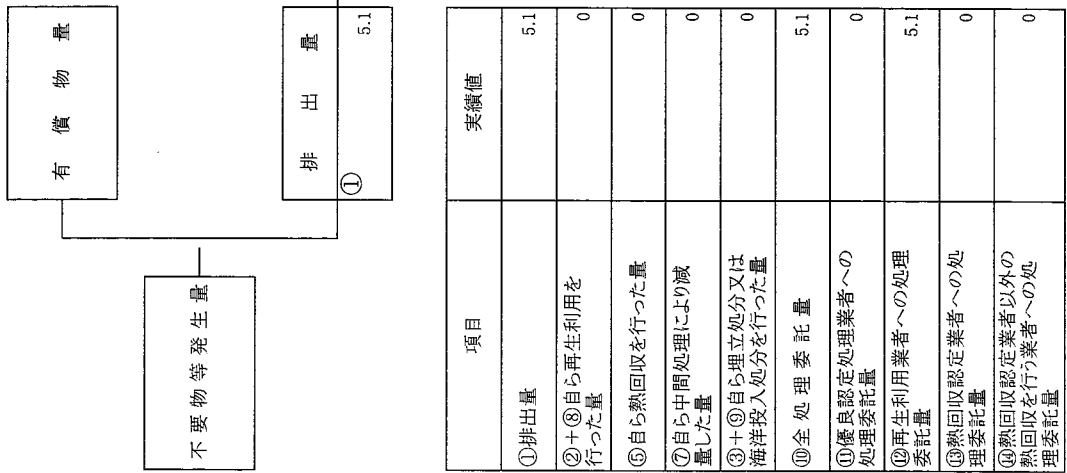 有 償 物 量
不 要 物 等 発 生 量
排 出 量
①
5.1
項目
実績値
①排出量
5.1
②+⑧自ら再生利用を
行った量
0
⑤自ら熱回収を行った量
0
⑦自ら中間処理により減
量した量
0
③+⑨自ら埋立処分又は
海洋投入処分を行った量
0
⑩全 処 理 委 託 量
5.1
⑪優良認定処理業者への
処理委託量
0
⑫再生利用業者への処理
委託量
5.1
⑬熱回収認定業者への処
理委託量
0
⑭熱回収認定業者以外の
熱回収を行う業者への処
理委託量
0